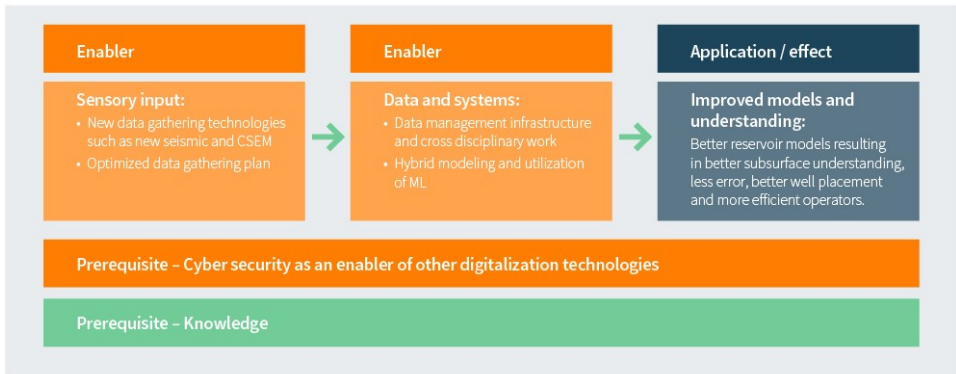 Enabler
Sensory input:
• New data gathering technologies
such as new seismic and CSEM
• Optimized data gathering plan
Enabler
Data and systems:
• Data management infrastructure
and cross disciplinary work
• Hybrid modeling and utilization
of ML
Application / effect
Improved models and
understanding:
Better reservoir models resulting
in better subsurface understanding,
less error, better well placement
and more efficient operators.
Prerequisite – Cyber security as an enabler of other digitalization technologies
Prerequisite – Knowledge